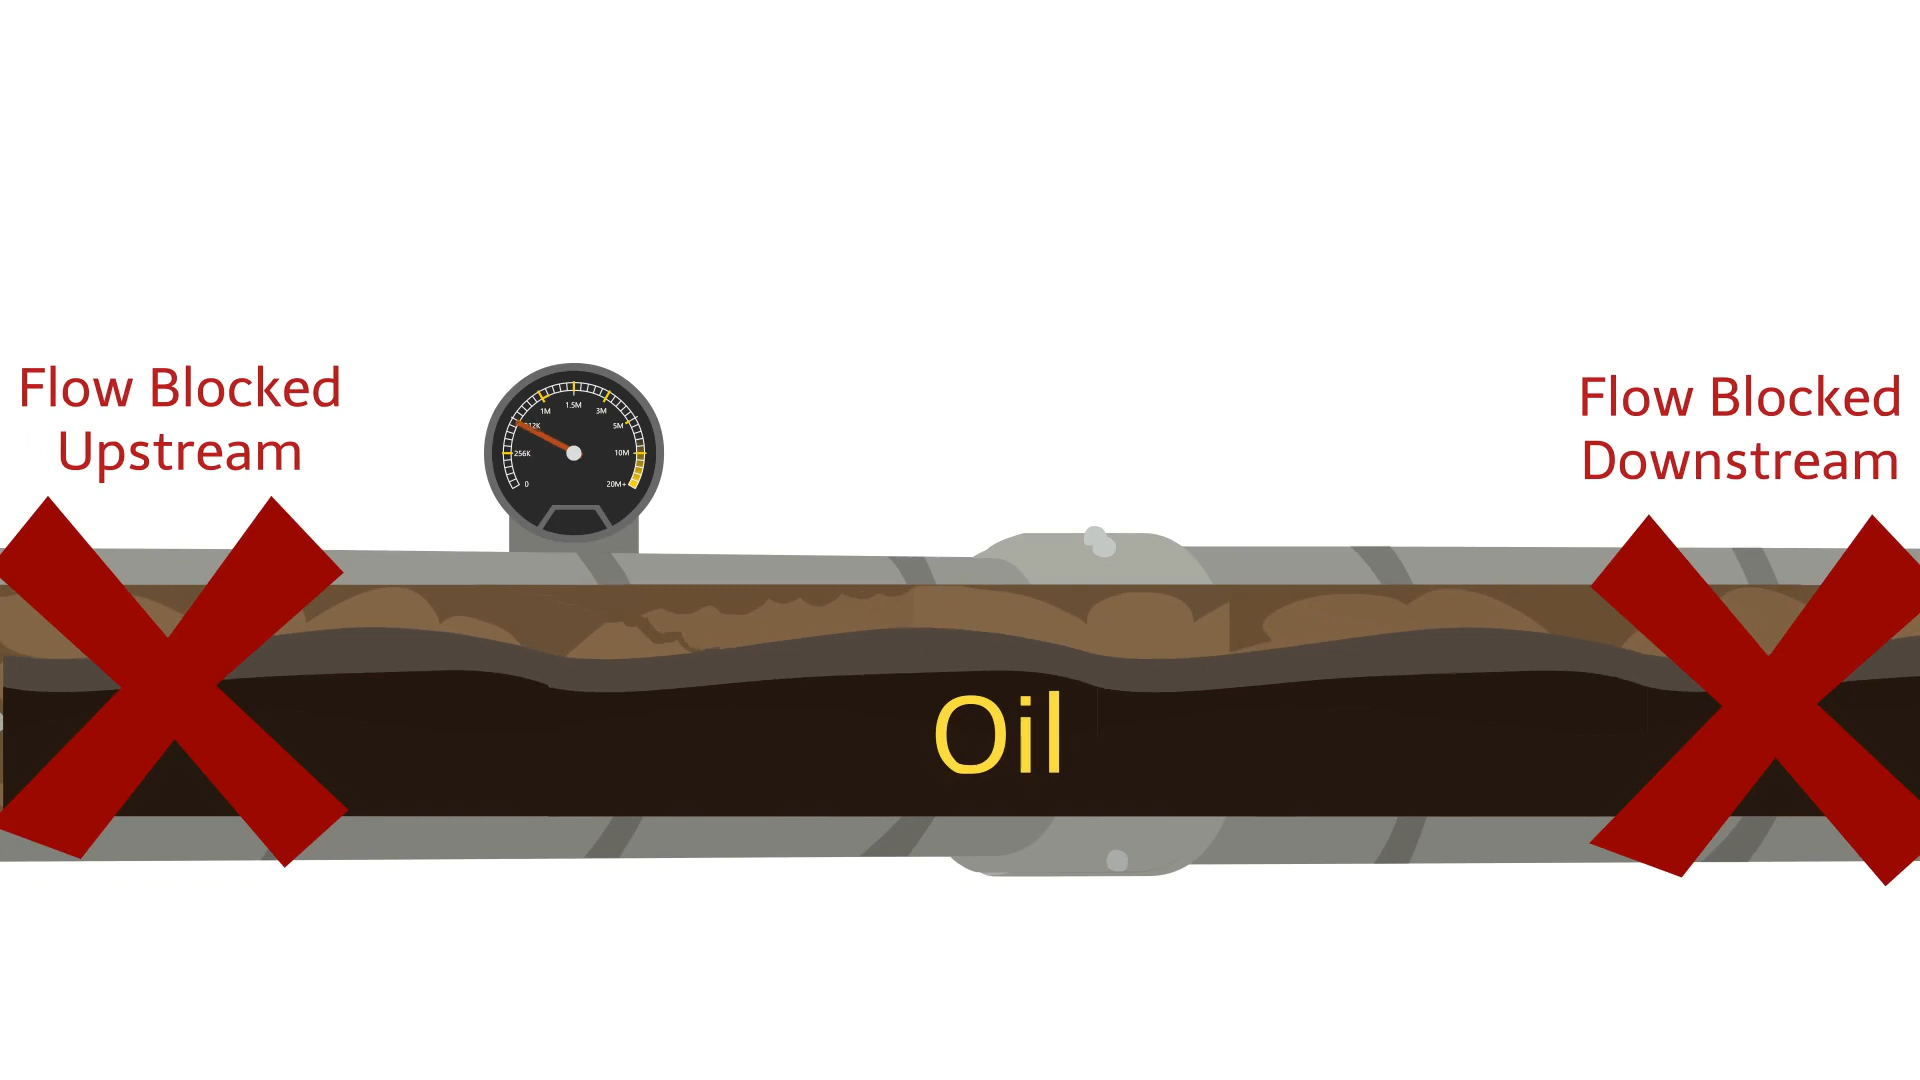 Flow Blocked
Upstream
Flow Blocked
Downstream
1M
1.5M
3M
5M
256K
10M
0
20M+
Oil